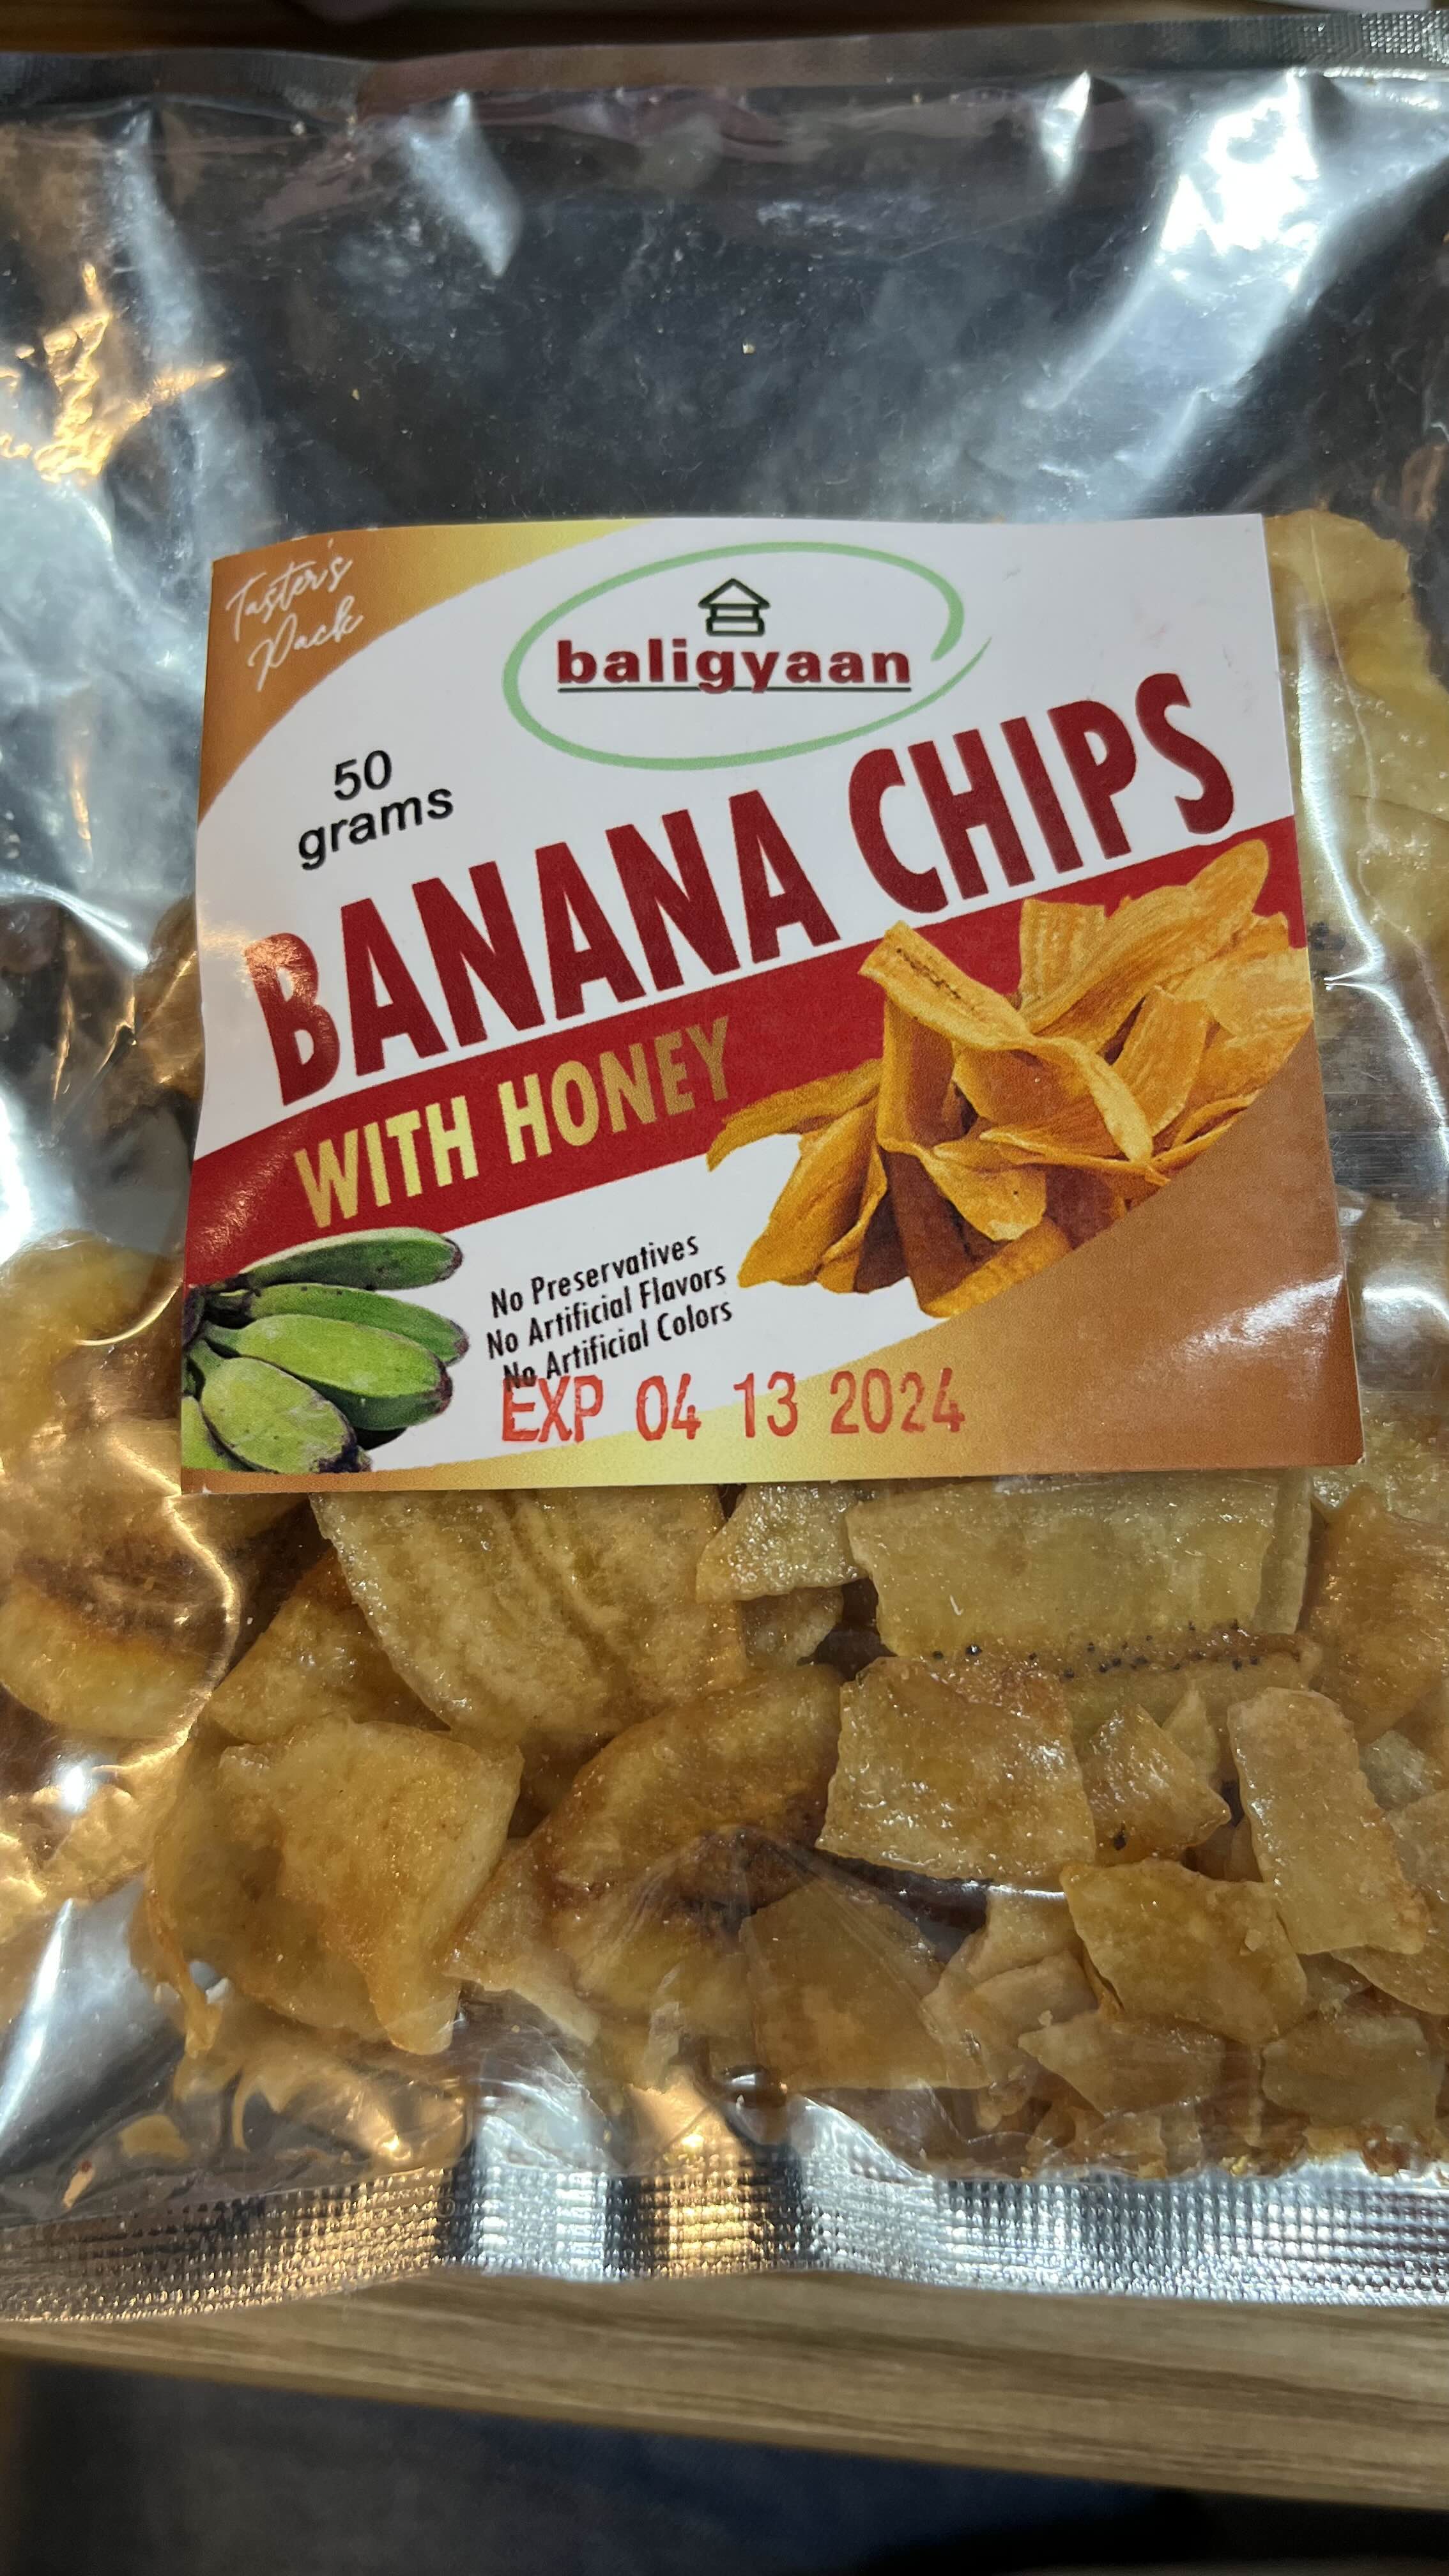 Taster's
Pack
baligyaan
50
grams
BANANA CHIPS
WITH HONEY
No Preservatives
No Artificial Flavors
No Artificial Colors
EXP 04 13 2024